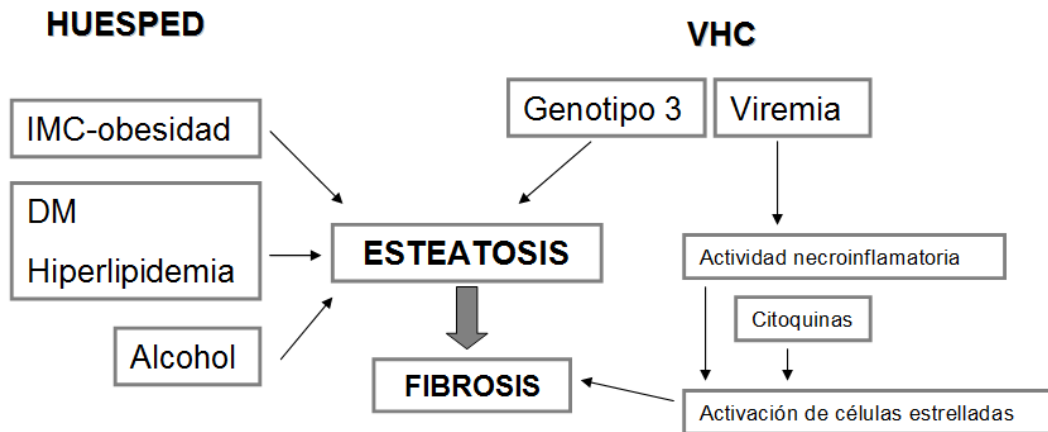 HUESPED
VHC
IMC-obesidad
Genotipo 3
Viremia
DM
Hiperlipidemia
ESTEATOSIS
Actividad necroinflamatoria
Citoquinas
Alcohol
FIBROSIS
Activación de células estrelladas